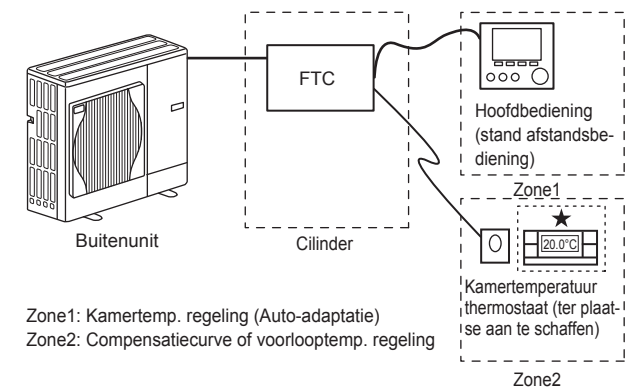 FTC
Hoofdbediening
(stand afstandsbe-
diening)
Zone1
Buitenunit
Cilinder
20.0°C
Kamertemperatuur
thermostaat (ter plaat-
se aan te schaffen)
Zone1: Kamertemp. regeling (Auto-adaptatie)
Zone2: Compensatiecurve of voorlooptemp. regeling
Zone2